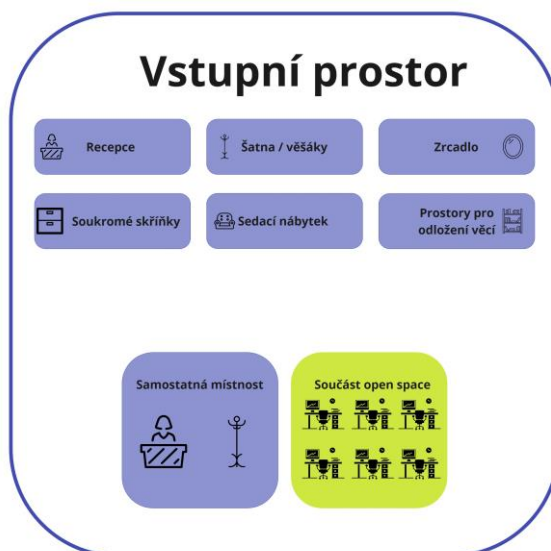 Vstupní prostor
Recepce
Šatna / věšáky
Zrcadlo
Soukromé skříňky
Sedací nábytek
Prostory pro
odložení věcí
Samostatná místnost
Součást open space